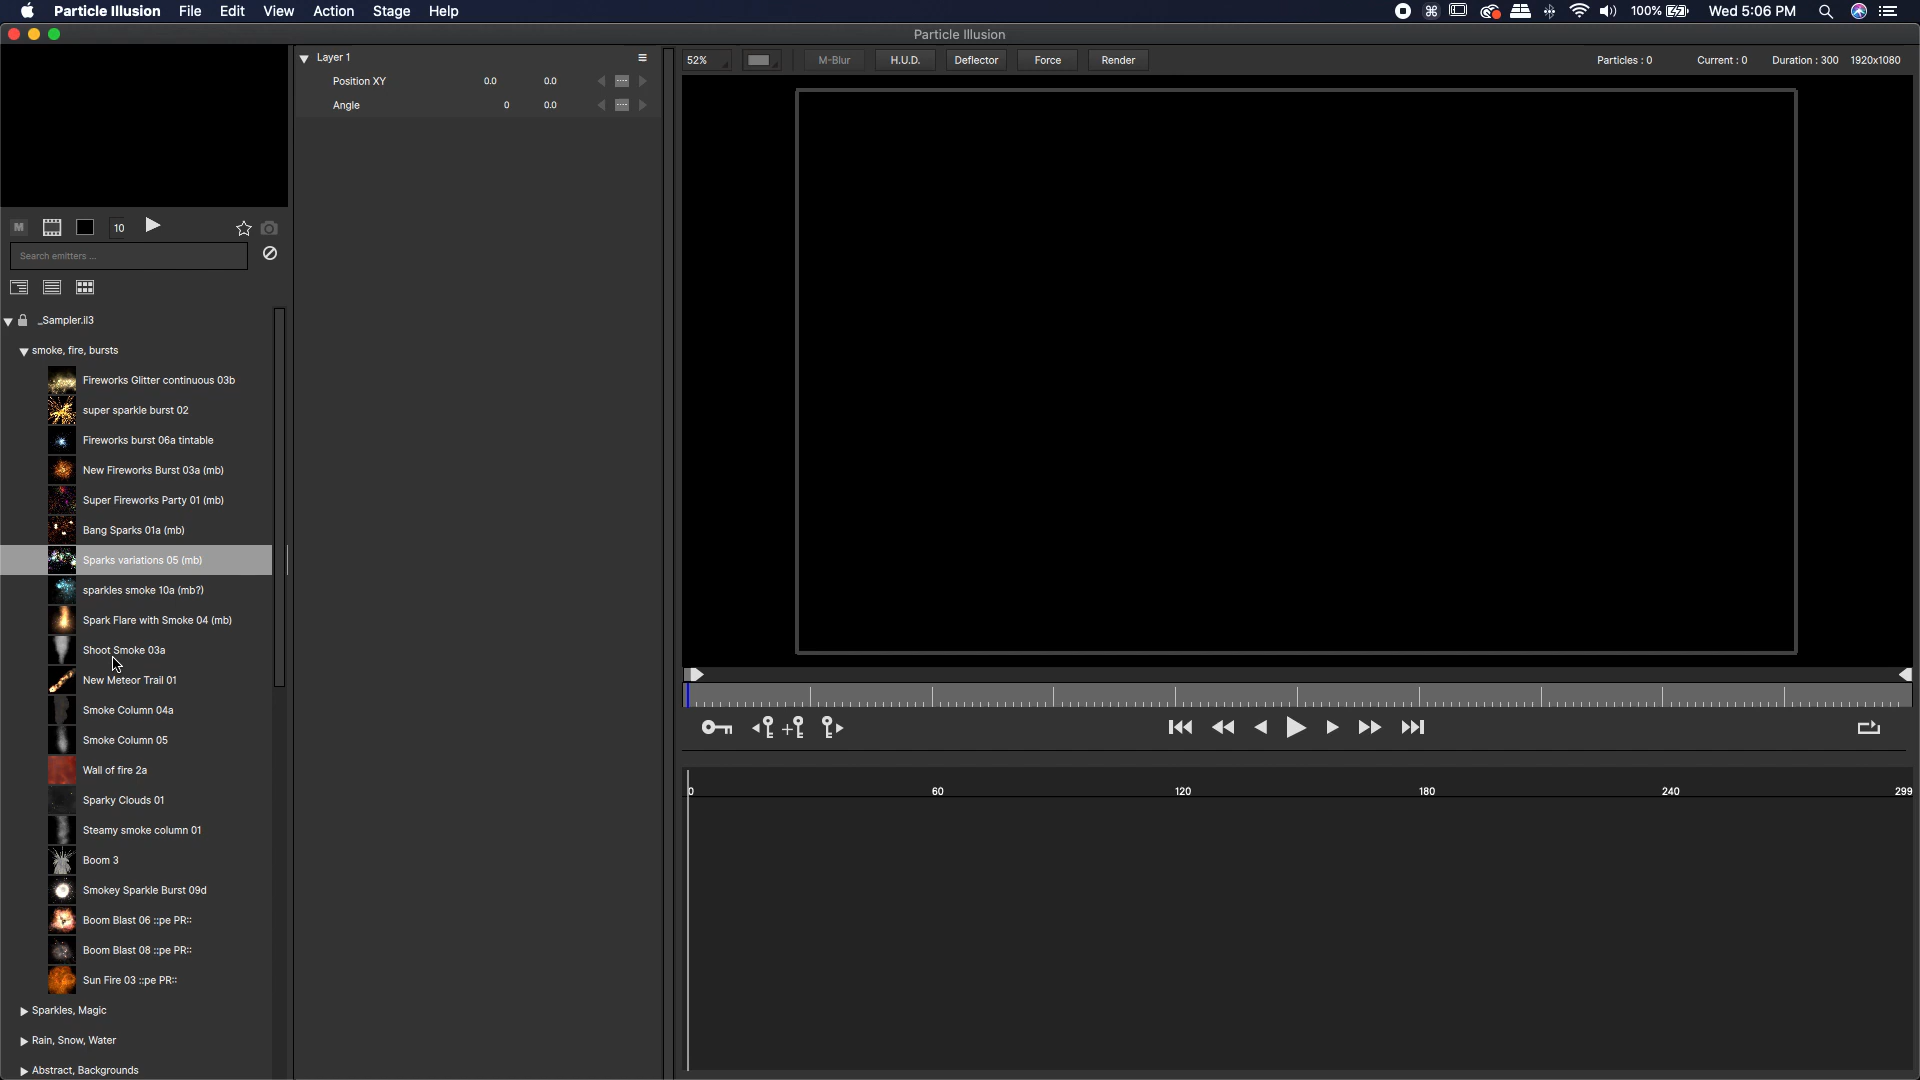 Particle Illusion File Edit View Action Stage Help
100% Wed 5:06 PM
Particle Illusion
Layer 1
Position XY 0.0 0.0
Angle 0 0.0
52% M-Blur H.U.D. Deflector Force Render Particles : 0 Current : 0 Duration : 300 1920x1080
M 10
Search emitters ...
_Sampler.il3
smoke, fire, bursts
Fireworks Glitter continuous 03b
super sparkle burst 02
Fireworks burst 06a tintable
New Fireworks Burst 03a (mb)
Super Fireworks Party 01 (mb)
Bang Sparks 01a (mb)
Sparks variations 05 (mb)
sparkles smoke 10a (mb?)
Spark Flare with Smoke 04 (mb)
Shoot Smoke 03a
New Meteor Trail 01
Smoke Column 04a
Smoke Column 05
Wall of fire 2a
Sparky Clouds 01
Steamy smoke column 01
Boom 3
Smokey Sparkle Burst 09d
Boom Blast 06 ::pe PR::
Boom Blast 08 ::pe PR::
Sun Fire 03 ::pe PR::
Sparkles, Magic
Rain, Snow, Water
Abstract, Backgrounds
0 60 120 180 240 299